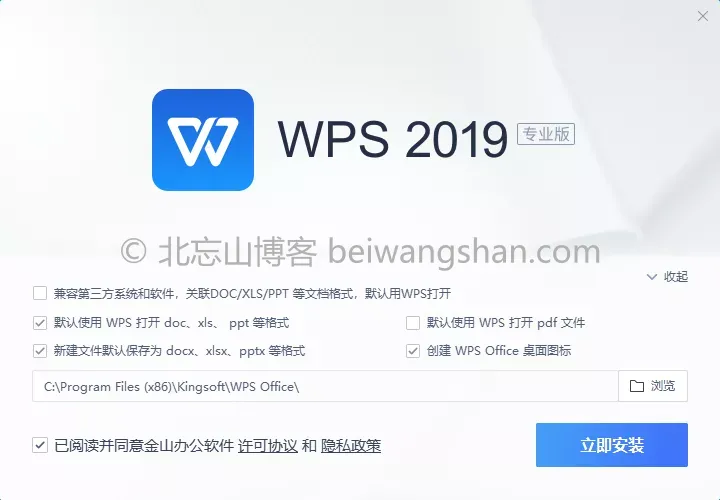 WPS 2019 专业版
© 北忘山博客 beiwangshan.com
收起
兼容第三方系统和软件，关联DOC/XLS/PPT 等文档格式，默认用WPS打开
默认使用 WPS 打开 doc、xls、 ppt 等格式
默认使用 WPS 打开 pdf 文件
新建文件默认保存为 docx、xlsx、pptx 等格式
创建 WPS Office 桌面图标
C:\Program Files (x86)\Kingsoft\WPS Office\
浏览
已阅读并同意金山办公软件 许可协议 和 隐私政策
立即安装